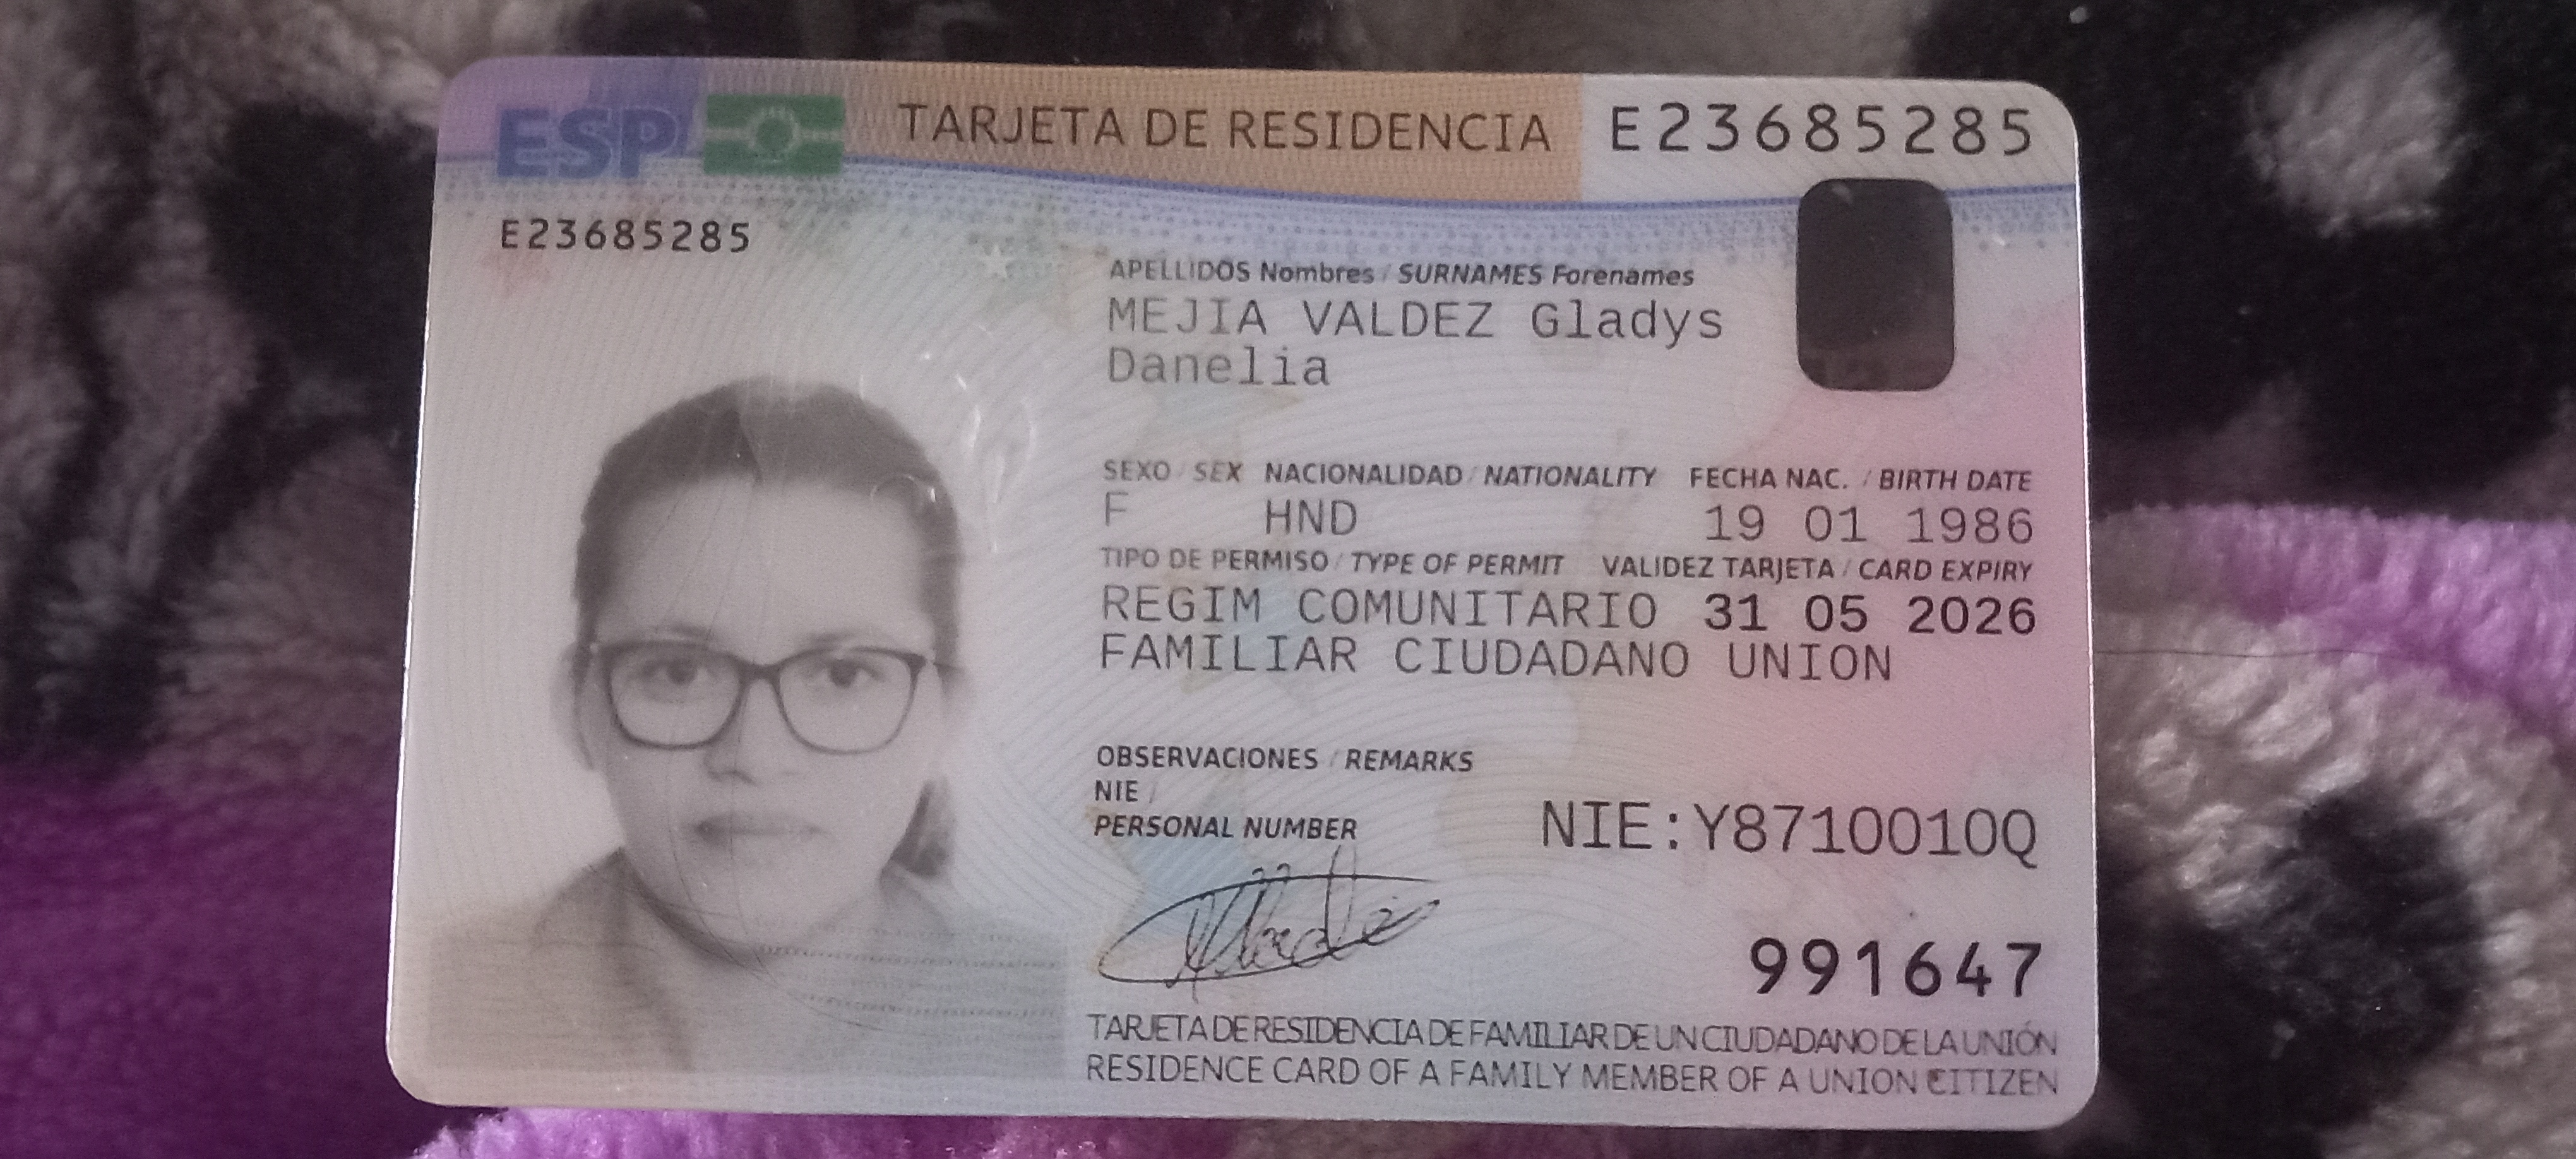 ESP TARJETA DE RESIDENCIA E23685285
E23685285
APELLIDOS Nombres / SURNAMES Forenames
MEJIA VALDEZ Gladys
Danelia
SEXO / SEX NACIONALIDAD / NATIONALITY FECHA NAC. / BIRTH DATE
F HND 19 01 1986
TIPO DE PERMISO / TYPE OF PERMIT VALIDEZ TARJETA / CARD EXPIRY
REGIM COMUNITARIO 31 05 2026
FAMILIAR CIUDADANO UNION
OBSERVACIONES / REMARKS
NIE /
PERSONAL NUMBER NIE:Y8710010Q
991647
TARJETA DE RESIDENCIA DE FAMILIAR DE UN CIUDADANO DE LA UNIÓN
RESIDENCE CARD OF A FAMILY MEMBER OF A UNION CITIZEN